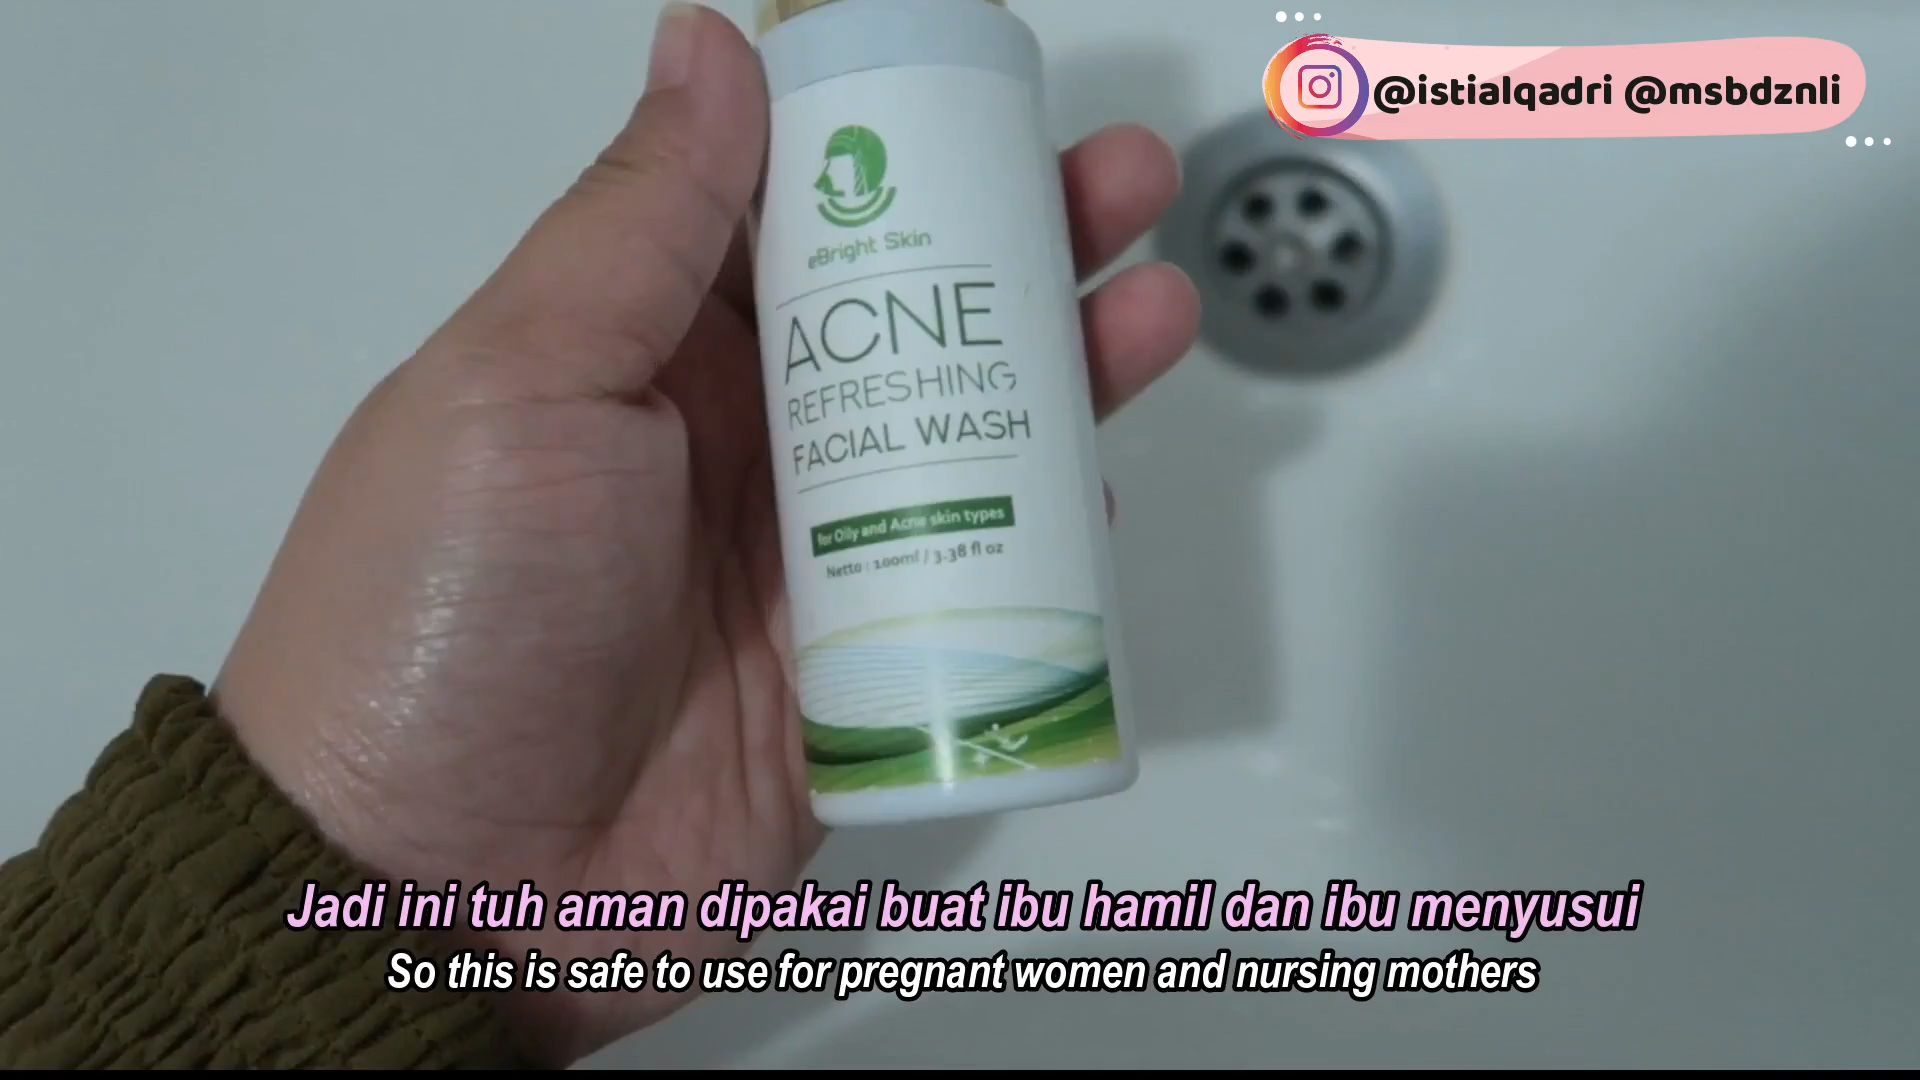 @istialqadri @msbdznli
eBright Skin
ACNE
REFRESHING
FACIAL WASH
for Oily and Acne skin types
Netto : 100ml / 3.38 fl oz
Jadi ini tuh aman dipakai buat ibu hamil dan ibu menyusui
So this is safe to use for pregnant women and nursing mothers